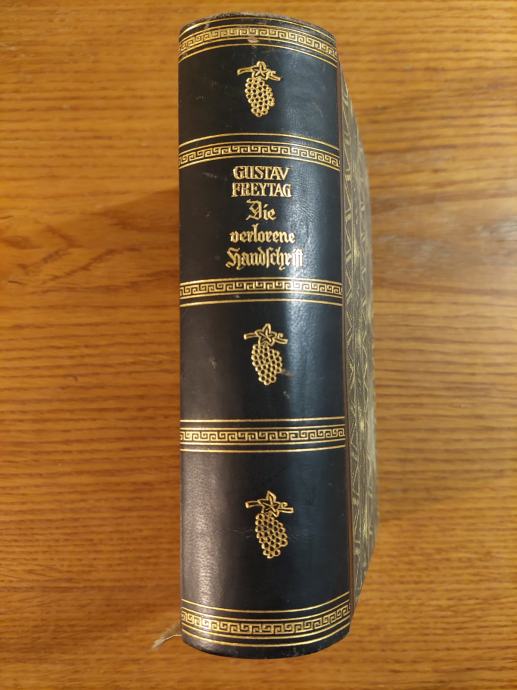 GUSTAV
FREYTAG
Die
verlorene
Handschrift